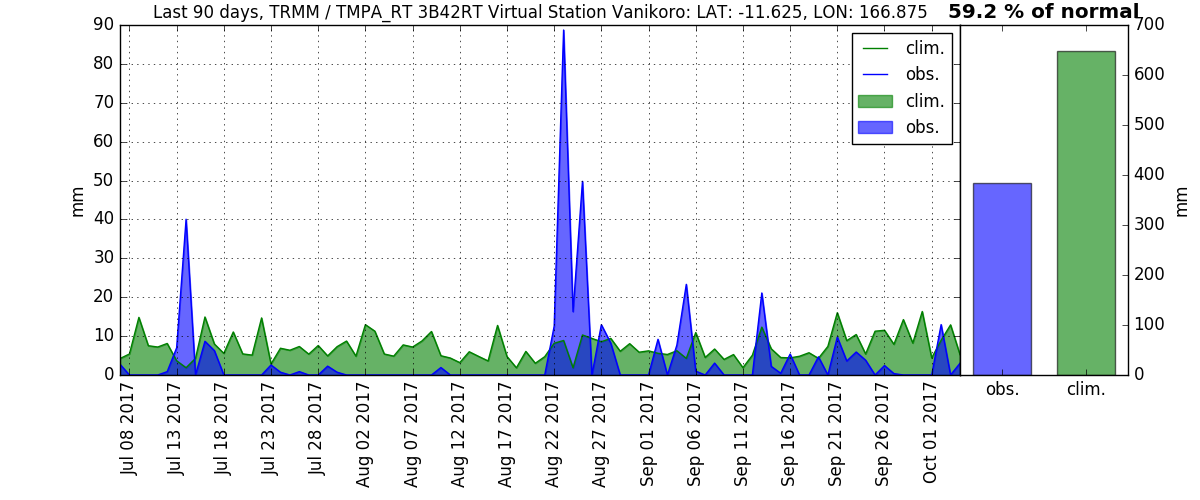 Last 90 days, TRMM / TMPA_RT 3B42RT Virtual Station Vanikoro: LAT: -11.625, LON: 166.875
59.2 % of normal
90
80
70
60
50
40
30
20
10
0
mm
clim.
obs.
clim.
obs.
Jul 08 2017
Jul 13 2017
Jul 18 2017
Jul 23 2017
Jul 28 2017
Aug 02 2017
Aug 07 2017
Aug 12 2017
Aug 17 2017
Aug 22 2017
Aug 27 2017
Sep 01 2017
Sep 06 2017
Sep 11 2017
Sep 16 2017
Sep 21 2017
Sep 26 2017
Oct 01 2017
700
600
500
400
300
200
100
0
mm
obs.
clim.